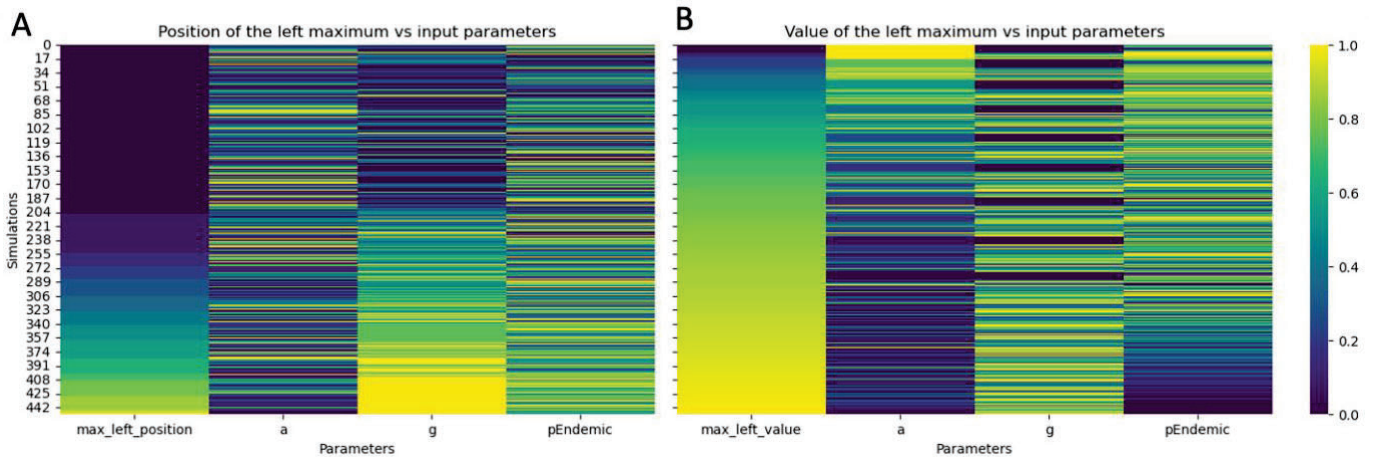 A
B
Position of the left maximum vs input parameters
Value of the left maximum vs input parameters
Simulations
0
17
34
51
68
85
102
119
136
153
170
187
204
221
238
255
272
289
306
323
340
357
374
391
408
425
442
max_left_position
a
g
pEndemic
Parameters
max_left_value
a
g
pEndemic
Parameters
1.0
0.8
0.6
0.4
0.2
0.0